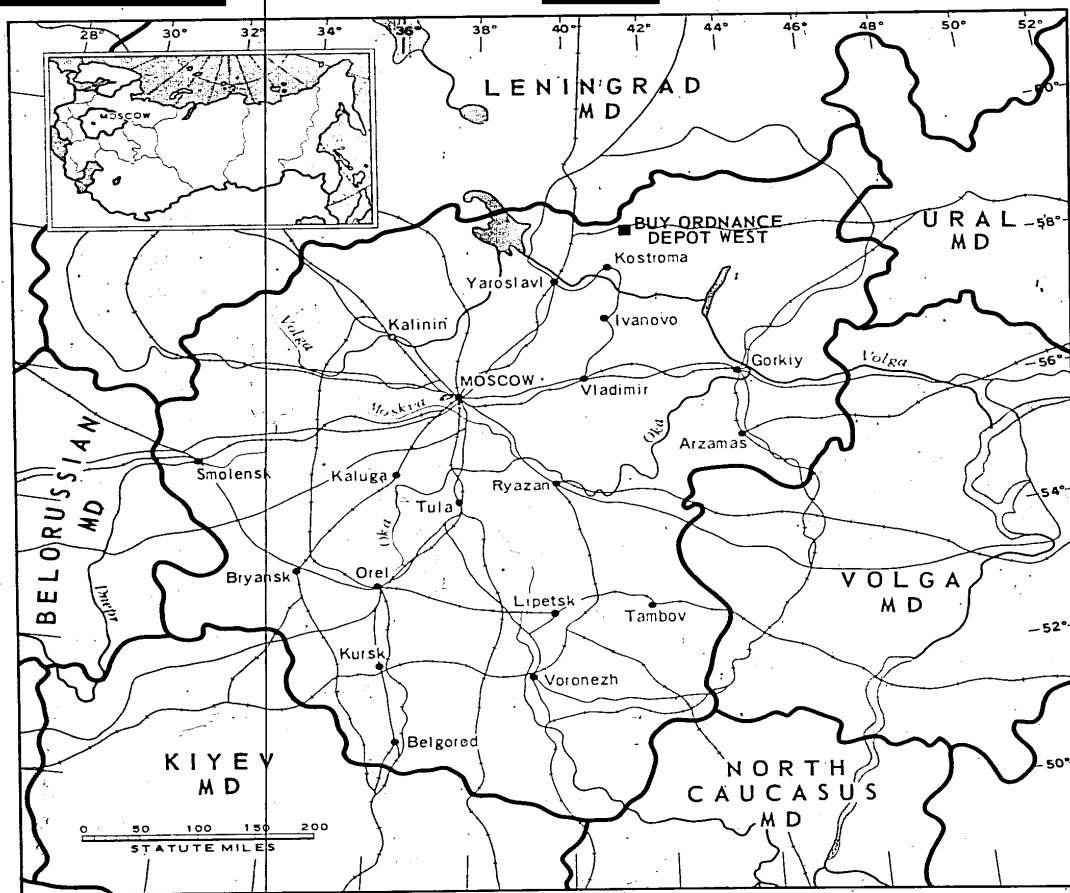 28° 30° 32° 34° 36° 38° 40° 42° 44° 46° 48° 50° 52°
MOSCOW
LENINGRAD
MD
BUY ORDNANCE
DEPOT WEST
URAL
MD
—58°
Kostroma
Yaroslavl
Ivanovo
Kalinin
Volga
Gorkiy
Volga
—56°
MOSCOW
Vladimir
Moskva
Oka
Arzamas
BELORUSSIAN
MD
Smolensk
Kaluga
Ryazan
—54°
Tula
Oka
Bryansk
Orel
Dnepr
VOLGA
MD
Lipetsk
Tambov
—52°
Kursk
Voronezh
Belgorod
KIYEV
MD
—50°
NORTH
CAUCASUS
MD
0 50 100 150 200
STATUTE MILES